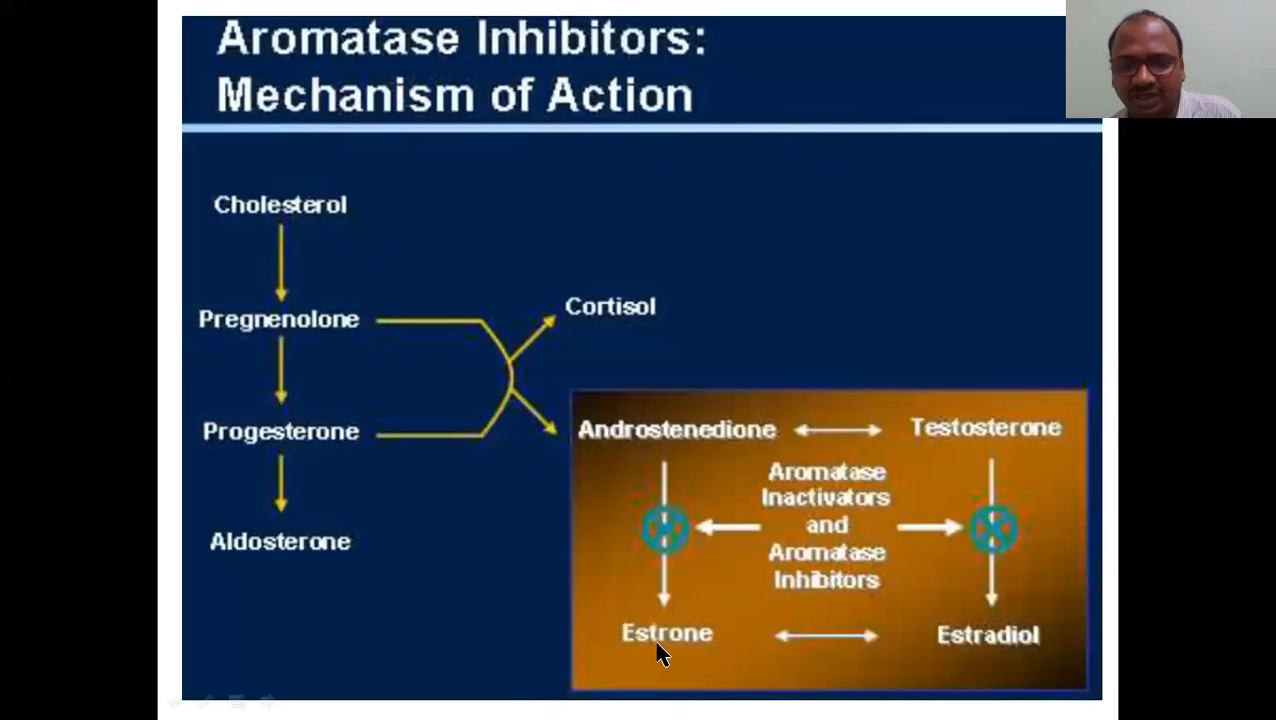 Aromatase Inhibitors:
Mechanism of Action
Cholesterol
Pregnenolone
Cortisol
Progesterone
Androstenedione
Testosterone
Aromatase
Inactivators
and
Aromatase
Inhibitors
Aldosterone
Estrone
Estradiol